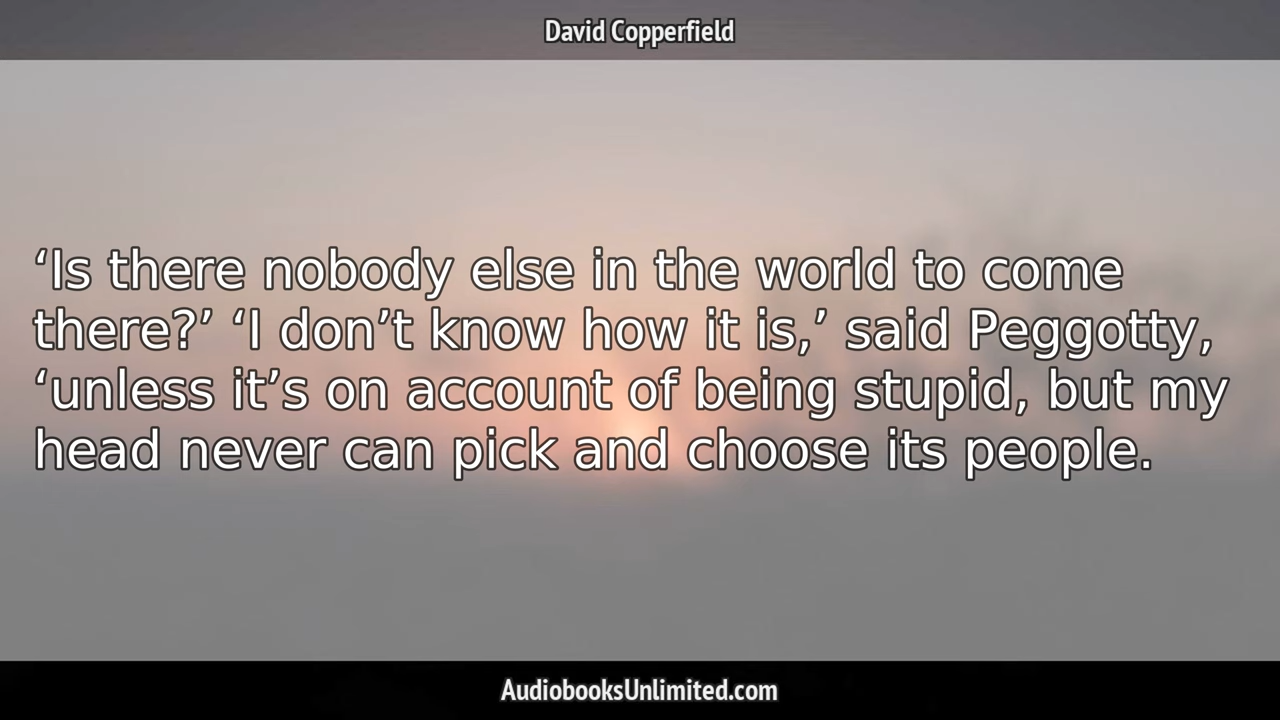 David Copperfield
‘Is there nobody else in the world to come
there?’ ‘I don’t know how it is,’ said Peggotty,
‘unless it’s on account of being stupid, but my
head never can pick and choose its people.
AudiobooksUnlimited.com